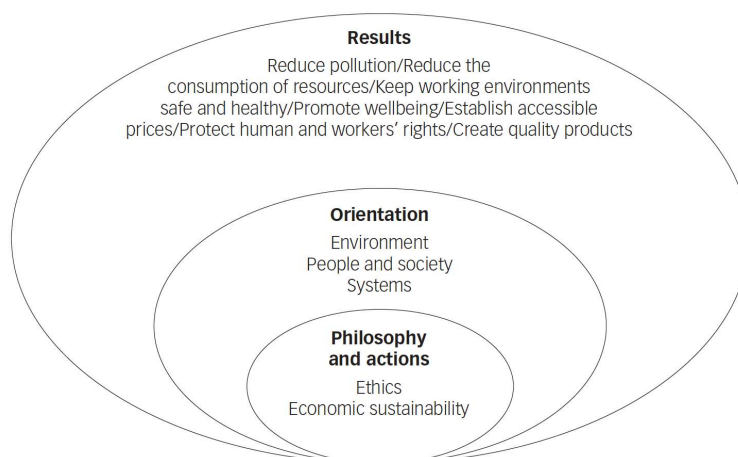 Results
Reduce pollution/Reduce the
consumption of resources/Keep working environments
safe and healthy/Promote wellbeing/Establish accessible
prices/Protect human and workers’ rights/Create quality products
Orientation
Environment
People and society
Systems
Philosophy
and actions
Ethics
Economic sustainability